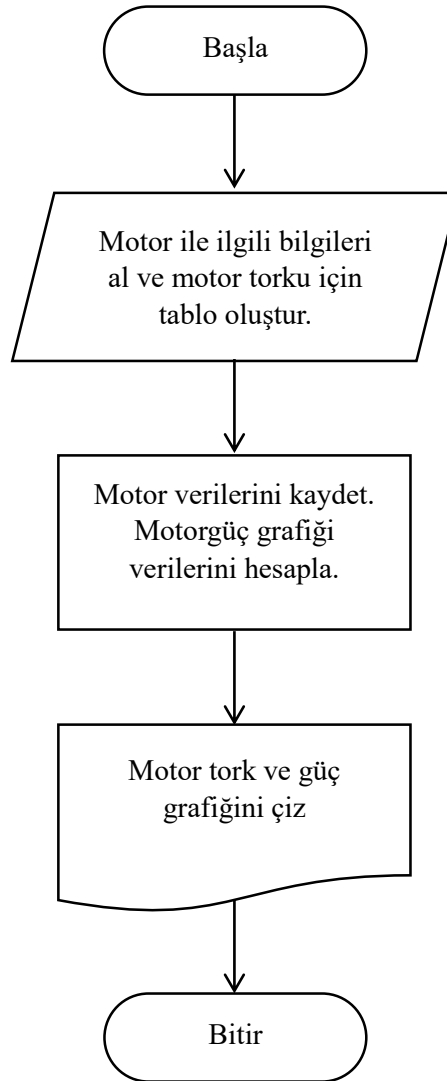 Başla
Motor ile ilgili bilgileri
al ve motor torku için
tablo oluştur.
Motor verilerini kaydet.
Motorgüç grafiği
verilerini hesapla.
Motor tork ve güç
grafiğini çiz
Bitir